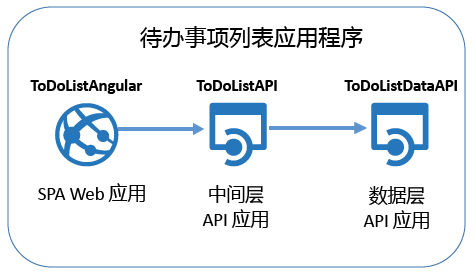 待办事项列表应用程序
ToDoListAngular
ToDoListAPI
ToDoListDataAPI
SPA Web 应用
中间层
API 应用
数据层
API 应用